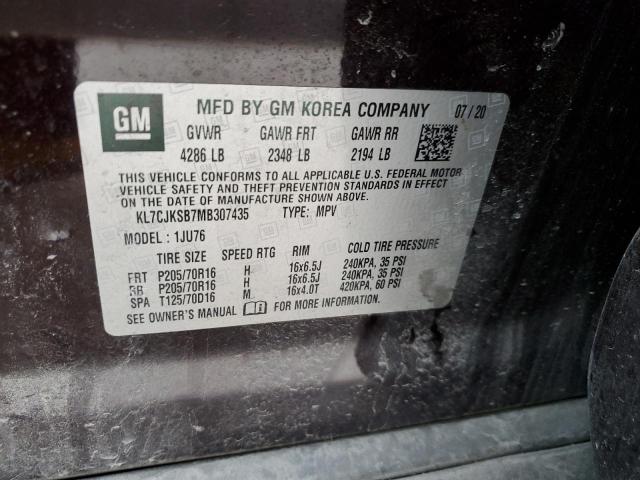 GM MFD BY GM KOREA COMPANY 07/20
GVWR GAWR FRT GAWR RR
4286 LB 2348 LB 2194 LB
THIS VEHICLE CONFORMS TO ALL APPLICABLE U.S. FEDERAL MOTOR
VEHICLE SAFETY AND THEFT PREVENTION STANDARDS IN EFFECT
ON THE DATE OF MANUFACTURE SHOWN ABOVE.
KL7CJKSB7MB307435 TYPE: MPV
MODEL: 1JU76
TIRE SIZE SPEED RTG RIM COLD TIRE PRESSURE
FRT P205/70R16 H 16x6.5J 240KPA, 35 PSI
RR P205/70R16 H 16x6.5J 240KPA, 35 PSI
SPA T125/70D16 M 16x4.0T 420KPA, 60 PSI
SEE OWNER'S MANUAL FOR MORE INFORMATION.